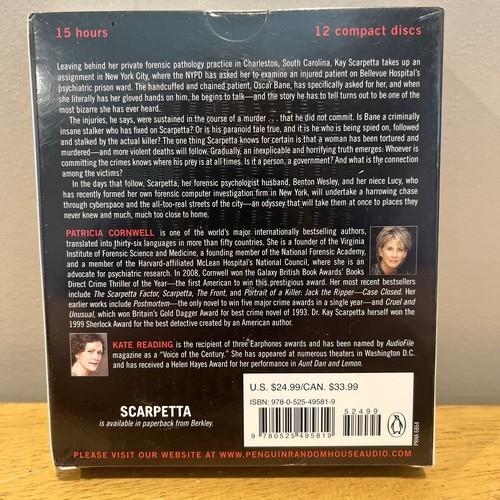 15 hours
12 compact discs
Leaving behind her private forensic pathology practice in Charleston, South Carolina, Kay Scarpetta takes up an
assignment in New York City, where the NYPD has asked her to examine an injured patient on Bellevue Hospital's
psychiatric prison ward. The handcuffed and chained patient, Oscar Bane, has specifically asked for her, and when
she literally has her gloved hands on him, he begins to talk—and the story he has to tell turns out to be one of the
most bizarre she has ever heard.
The injuries, he says, were sustained in the course of a murder . . . that he did not commit. Is Bane a criminally
insane stalker who has fixed on Scarpetta? Or is his paranoid tale true, and it is he who is being spied on, followed
and stalked by the actual killer? The one thing Scarpetta knows for certain is that a woman has been tortured and
murdered—and more violent deaths will follow. Gradually, an inexplicable and horrifying truth emerges: Whoever is
committing the crimes knows where his prey is at all times. Is it a person, a government? And what is the connection
among the victims?
In the days that follow, Scarpetta, her forensic psychologist husband, Benton Wesley, and her niece Lucy, who
has recently formed her own forensic computer investigation firm in New York, will undertake a harrowing chase
through cyberspace and the all-too-real streets of the city—an odyssey that will take them at once to places they
never knew and much, much too close to home.
PATRICIA CORNWELL is one of the world's major internationally bestselling authors,
translated into thirty-six languages in more than fifty countries. She is a founder of the Virginia
Institute of Forensic Science and Medicine, a founding member of the National Forensic Academy,
and a member of the Harvard-affiliated McLean Hospital's National Council, where she is an
advocate for psychiatric research. In 2008, Cornwell won the Galaxy British Book Awards' Books
Direct Crime Thriller of the Year—the first American to win this prestigious award. Her most recent bestsellers
include The Scarpetta Factor, Scarpetta, The Front, and Portrait of a Killer: Jack the Ripper—Case Closed. Her
earlier works include Postmortem—the only novel to win five major crime awards in a single year—and Cruel and
Unusual, which won Britain's Gold Dagger Award for best crime novel of 1993. Dr. Kay Scarpetta herself won the
1999 Sherlock Award for the best detective created by an American author.
KATE READING is the recipient of three Earphones awards and has been named by AudioFile
magazine as a "Voice of the Century." She has appeared at numerous theaters in Washington D.C.
and has received a Helen Hayes Award for her performance in Aunt Dan and Lemon.
U.S. $24.99/CAN. $33.99
ISBN: 978-0-525-49581-9
52499
9 780525 495819
PRHA 6864
SCARPETTA
is available in paperback from Berkley.
PLEASE VISIT OUR WEBSITE AT WWW.PENGUINRANDOMHOUSEAUDIO.COM